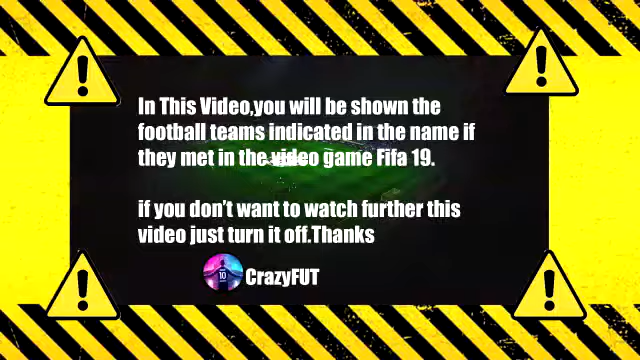 In This Video,you will be shown the
football teams indicated in the name if
they met in the video game Fifa 19.
if you don't want to watch further this
video just turn it off.Thanks
10
CrazyFUT